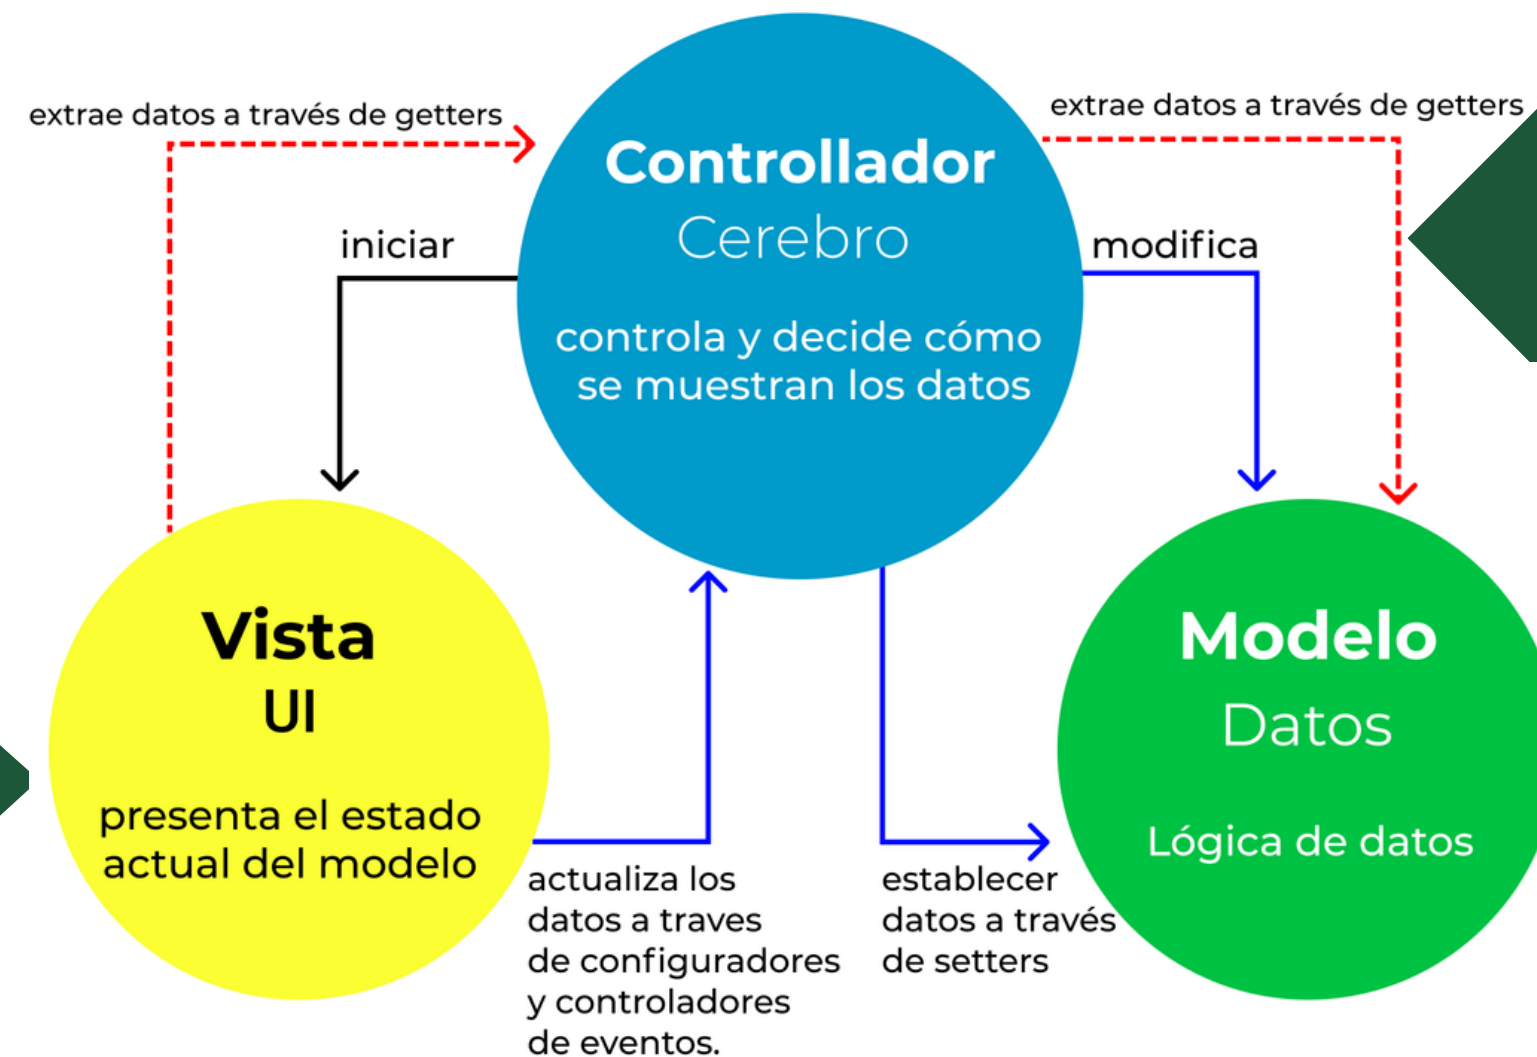 extrae datos a través de getters
extrae datos a través de getters
Controllador
Cerebro
iniciar
modifica
controla y decide cómo
se muestran los datos
Vista
UI
presenta el estado
actual del modelo
Modelo
Datos
Lógica de datos
actualiza los
datos a traves
de configuradores
y controladores
de eventos.
establecer
datos a través
de setters